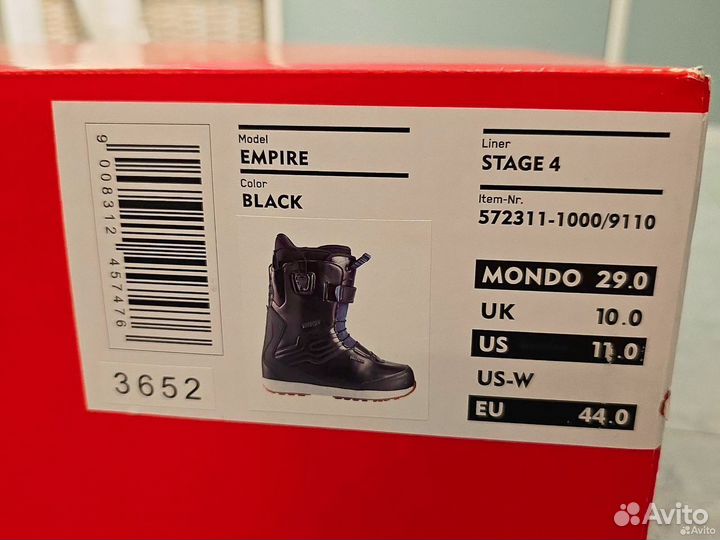 9 008312 457476
3652
Model
EMPIRE
Color
BLACK
Liner
STAGE 4
Item-Nr.
572311-1000/9110
MONDO 29.0
UK 10.0
US 11.0
US-W
EU 44.0
Avito
Avito